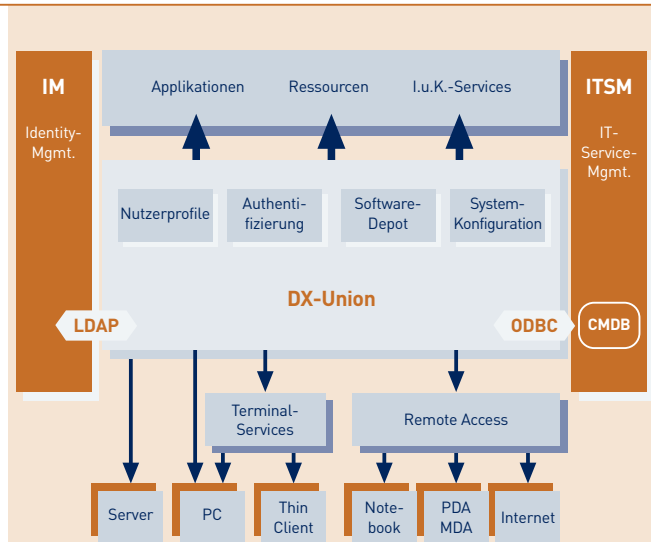 IM
Identity-
Mgmt.
Applikationen
Ressourcen
I.u.K.-Services
ITSM
IT-
Service-
Mgmt.
Nutzerprofile
Authenti-
fizierung
Software-
Depot
System-
Konfiguration
DX-Union
LDAP
ODBC
CMDB
Terminal-
Services
Remote Access
Server
PC
Thin
Client
Note-
book
PDA
MDA
Internet